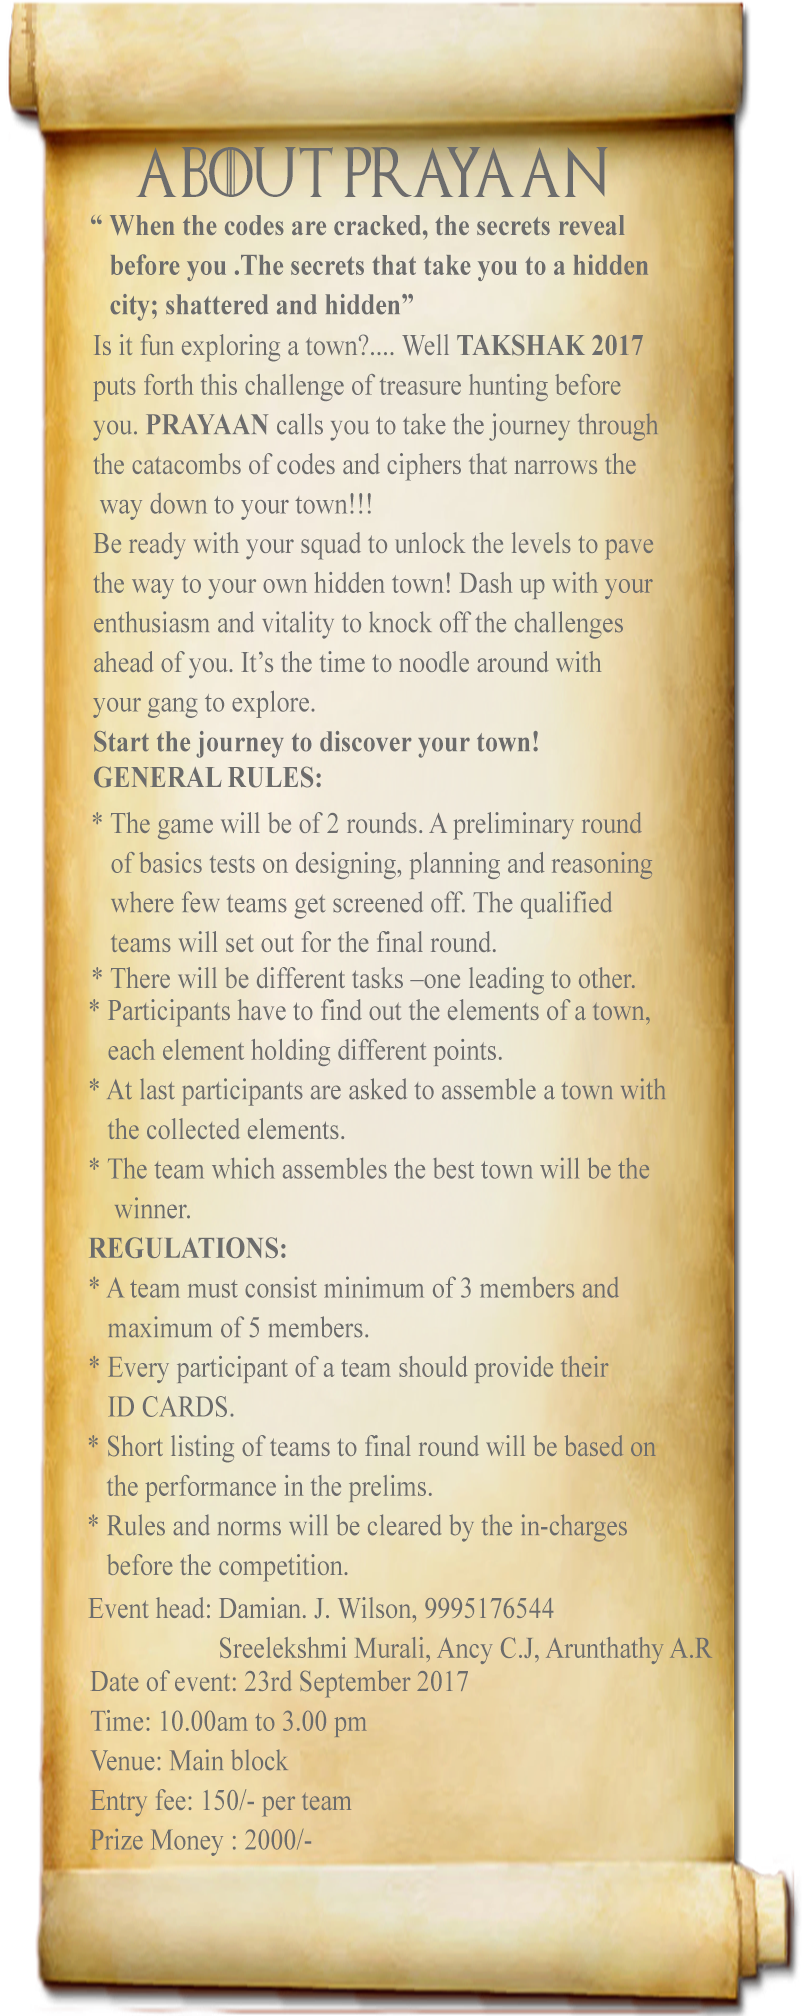 ABOUT PRAYAAN
“ When the codes are cracked, the secrets reveal
before you .The secrets that take you to a hidden
city; shattered and hidden”
Is it fun exploring a town?.... Well TAKSHAK 2017
puts forth this challenge of treasure hunting before
you. PRAYAAN calls you to take the journey through
the catacombs of codes and ciphers that narrows the
way down to your town!!!
Be ready with your squad to unlock the levels to pave
the way to your own hidden town! Dash up with your
enthusiasm and vitality to knock off the challenges
ahead of you. It’s the time to noodle around with
your gang to explore.
Start the journey to discover your town!
GENERAL RULES:
* The game will be of 2 rounds. A preliminary round
of basics tests on designing, planning and reasoning
where few teams get screened off. The qualified
teams will set out for the final round.
* There will be different tasks –one leading to other.
* Participants have to find out the elements of a town,
each element holding different points.
* At last participants are asked to assemble a town with
the collected elements.
* The team which assembles the best town will be the
winner.
REGULATIONS:
* A team must consist minimum of 3 members and
maximum of 5 members.
* Every participant of a team should provide their
ID CARDS.
* Short listing of teams to final round will be based on
the performance in the prelims.
* Rules and norms will be cleared by the in-charges
before the competition.
Event head: Damian. J. Wilson, 9995176544
Sreelekshmi Murali, Ancy C.J, Arunthathy A.R
Date of event: 23rd September 2017
Time: 10.00am to 3.00 pm
Venue: Main block
Entry fee: 150/- per team
Prize Money : 2000/-